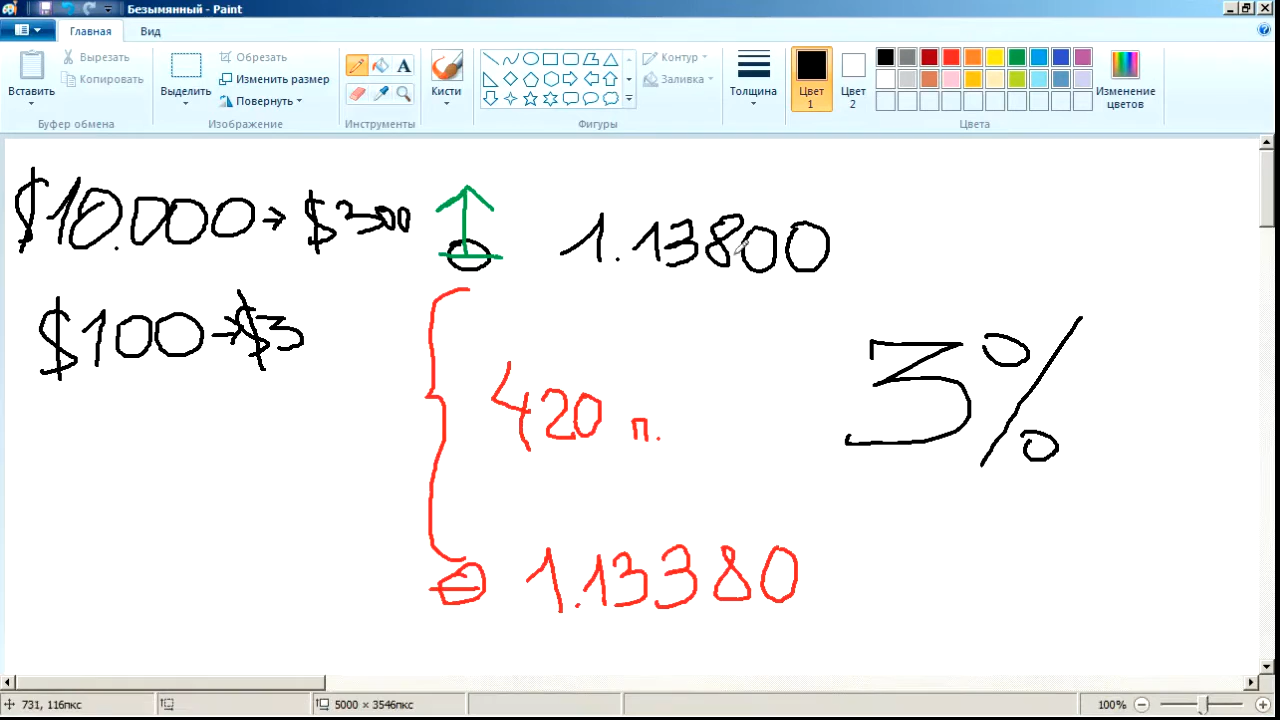 Безымянный - Paint
Главная Вид
Вставить
Вырезать
Копировать
Буфер обмена
Выделить
Обрезать
Изменить размер
Повернуть
Изображение
A
Инструменты
Кисти
Контур
Заливка
Фигуры
Толщина
Цвет 1
Цвет 2
Изменение цветов
Цвета
$10.000 → $300
1.13800
$100 → $3
420 п.
3%
1.13380
731, 116пкс
5000 × 3546пкс
100%